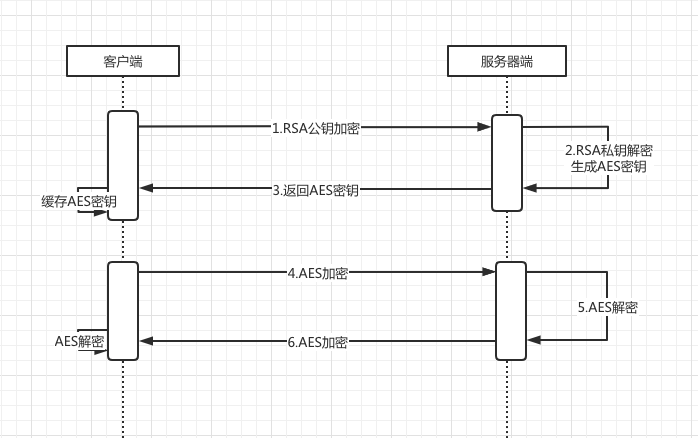 客户端
服务器端
1.RSA公钥加密
2.RSA私钥解密
生成AES密钥
3.返回AES密钥
缓存AES密钥
4.AES加密
5.AES解密
6.AES加密
AES解密